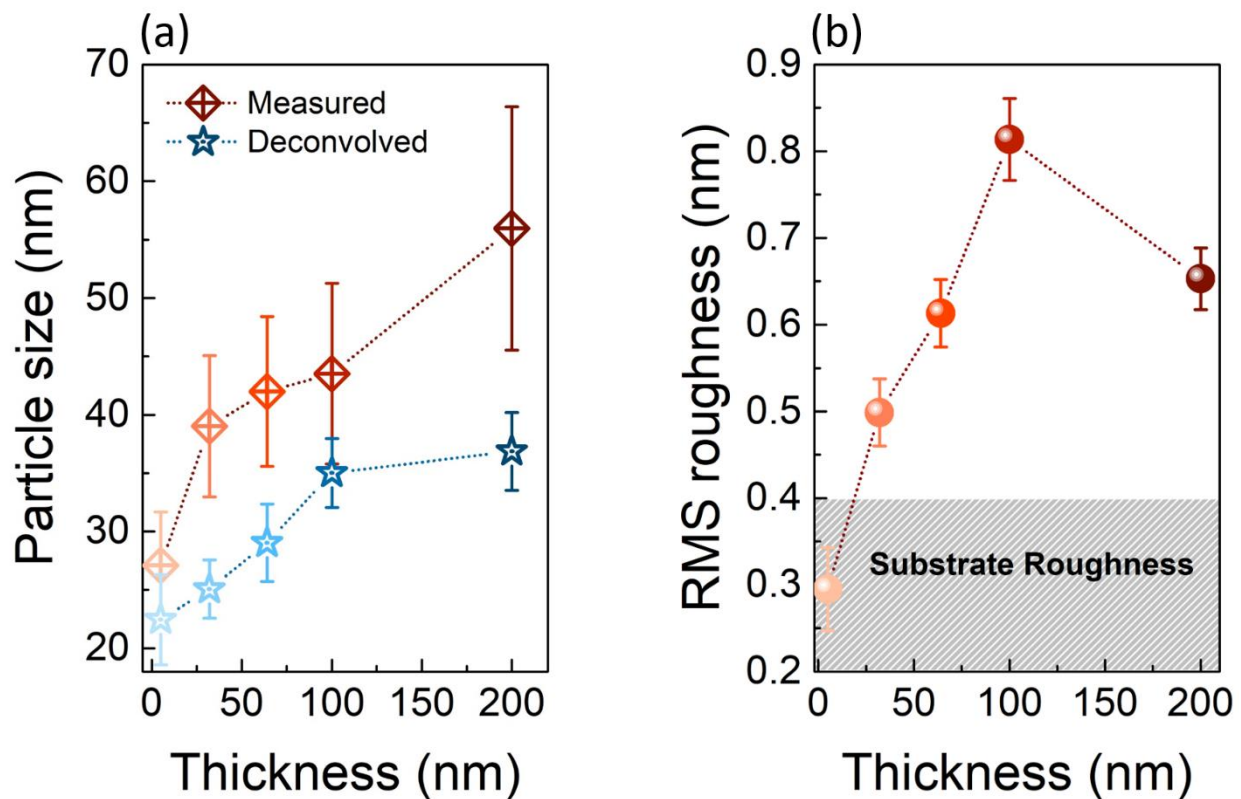 (a)
70
60
50
40
30
20
Particle size (nm)
Measured
Deconvolved
0 50 100 150 200
Thickness (nm)
(b)
0.9
0.8
0.7
0.6
0.5
0.4
0.3
0.2
RMS roughness (nm)
Substrate Roughness
0 50 100 150 200
Thickness (nm)